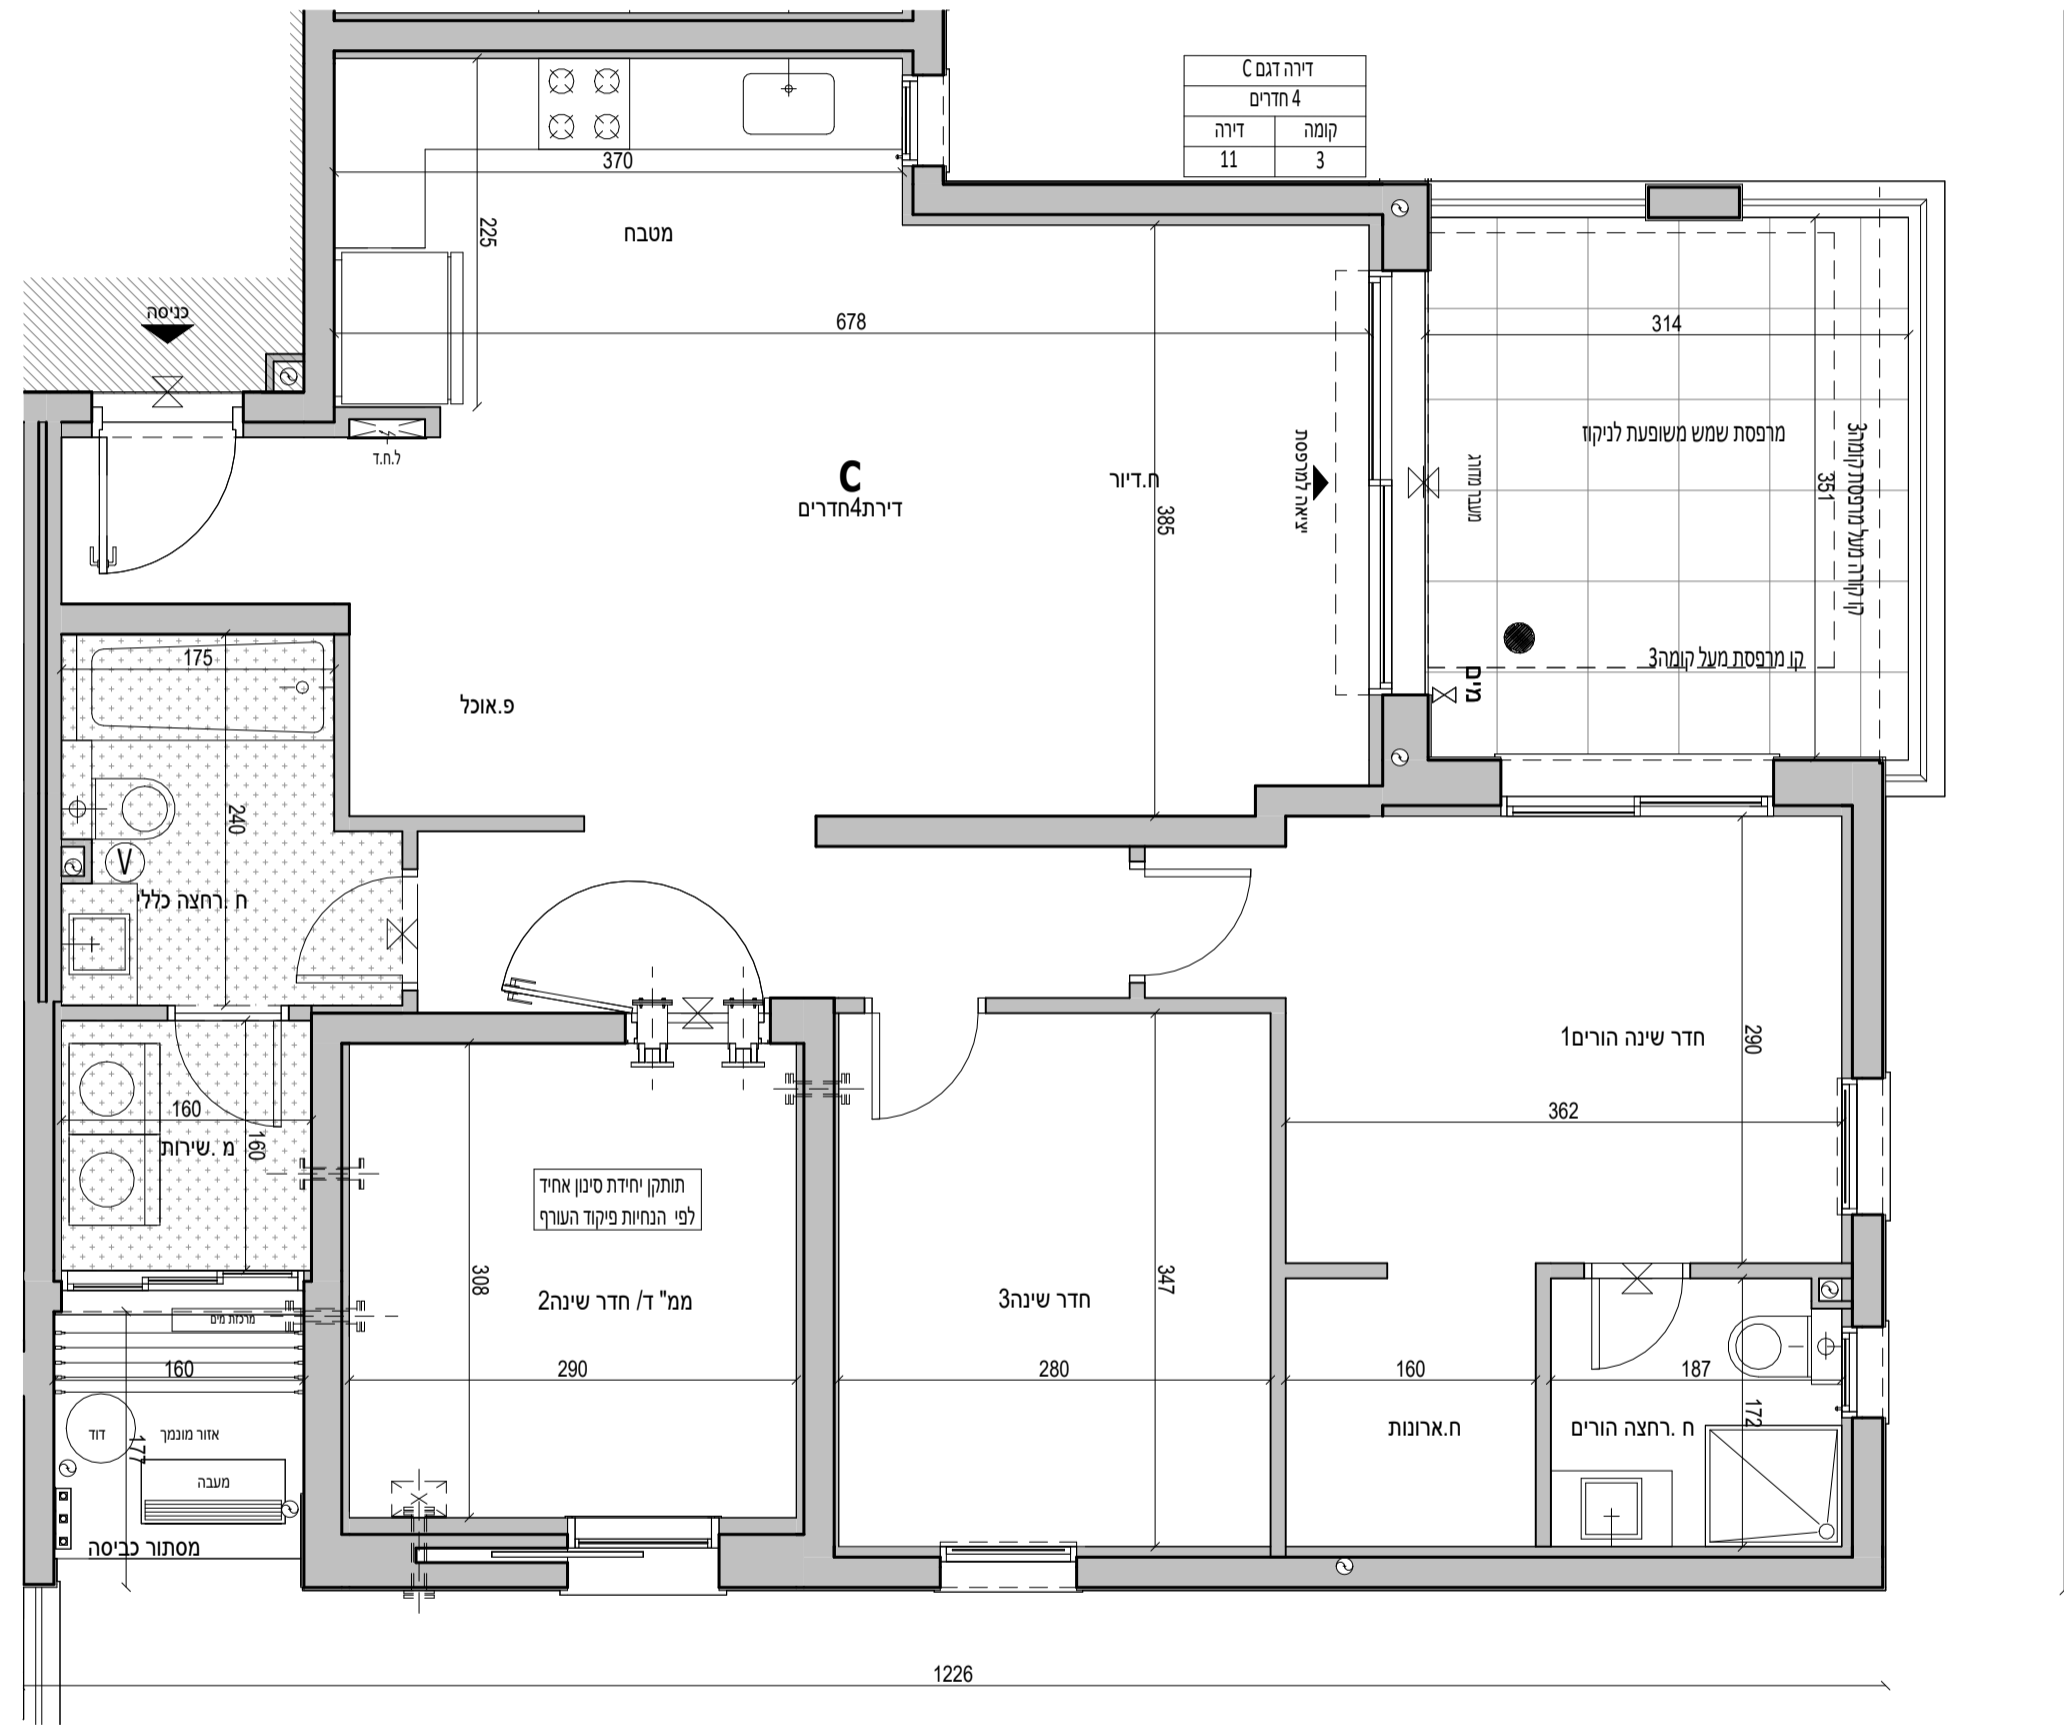 דירה דגם C
4 חדרים
קומה דירה
3 11
370
225
מטבח
כניסה
678
314
ל.ח.ד
C
דירת4חדרים
ח.דיור
385
יציאה למרפסת
מעבר מדורג
מרפסת שמש משופעת לניקוז
351
קו קורה מעל מרפסת קומה3
קו מרפסת מעל קומה3
מים
175
פ.אוכל
240
V
ח .רחצה כללי
160
160
מ .שירות
תותקן יחידת סינון אחיד
לפי הנחיות פיקוד העורף
308
ממ" ד/ חדר שינה2
290
347
חדר שינה3
280
חדר שינה הורים1
290
362
160
ח.ארונות
187
172
ח .רחצה הורים
מרכזת מים
160
דוד
אזור מונמך
177
מעבה
מסתור כביסה
1226